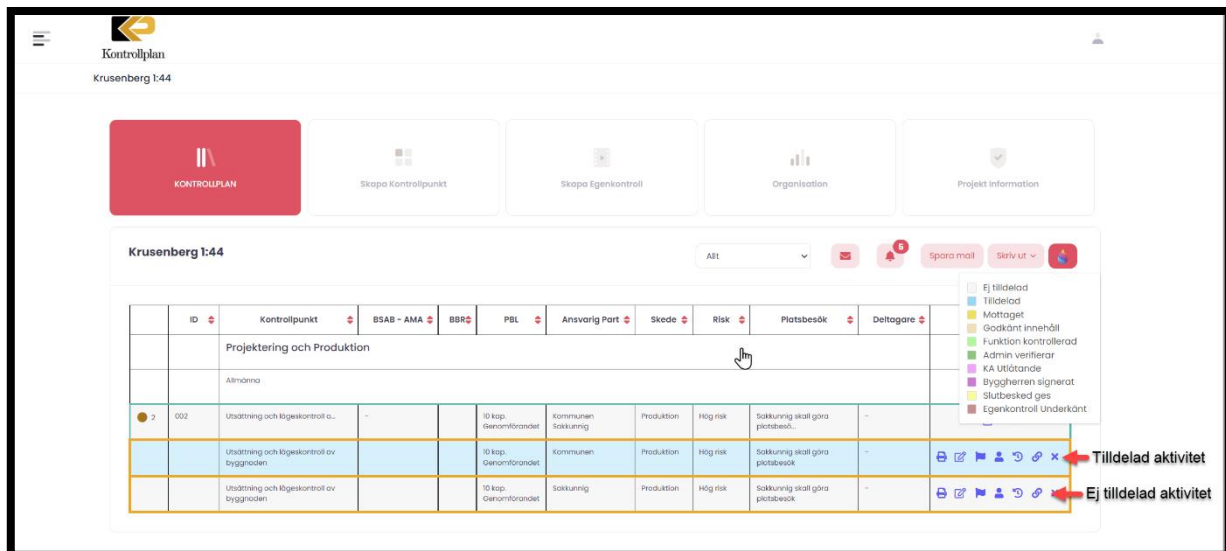 Kontrollplan
Krusenberg 1:44
KONTROLLPLAN
Skapa Kontrollpunkt
Skapa Egenkontroll
Organisation
Projekt Information
Krusenberg 1:44
Allt
5
Spara mall
Skriv ut
Ej tilldelad
Tilldelad
Mottaget
Godkänt innehåll
Funktion kontrollerad
Admin verifierar
KA Utlåtande
Byggherren signerat
Slutbesked ges
Egenkontroll Underkänt
ID Kontrollpunkt BSAB - AMA BBR PBL Ansvarig Part Skede Risk Platsbesök Deltagare
Projektering och Produktion
Allmänna
2 002 Utsättning och lägeskontroll a... - 10 kap. Genomförandet Kommunen Sakkunnig Produktion Hög risk Sakkunnig skall göra platsbesö... -
Utsättning och lägeskontroll av byggnaden 10 kap. Genomförandet Kommunen Produktion Hög risk Sakkunnig skall göra platsbesök -
Tilldelad aktivitet
Utsättning och lägeskontroll av byggnaden 10 kap. Genomförandet Sakkunnig Produktion Hög risk Sakkunnig skall göra platsbesök -
Ej tilldelad aktivitet